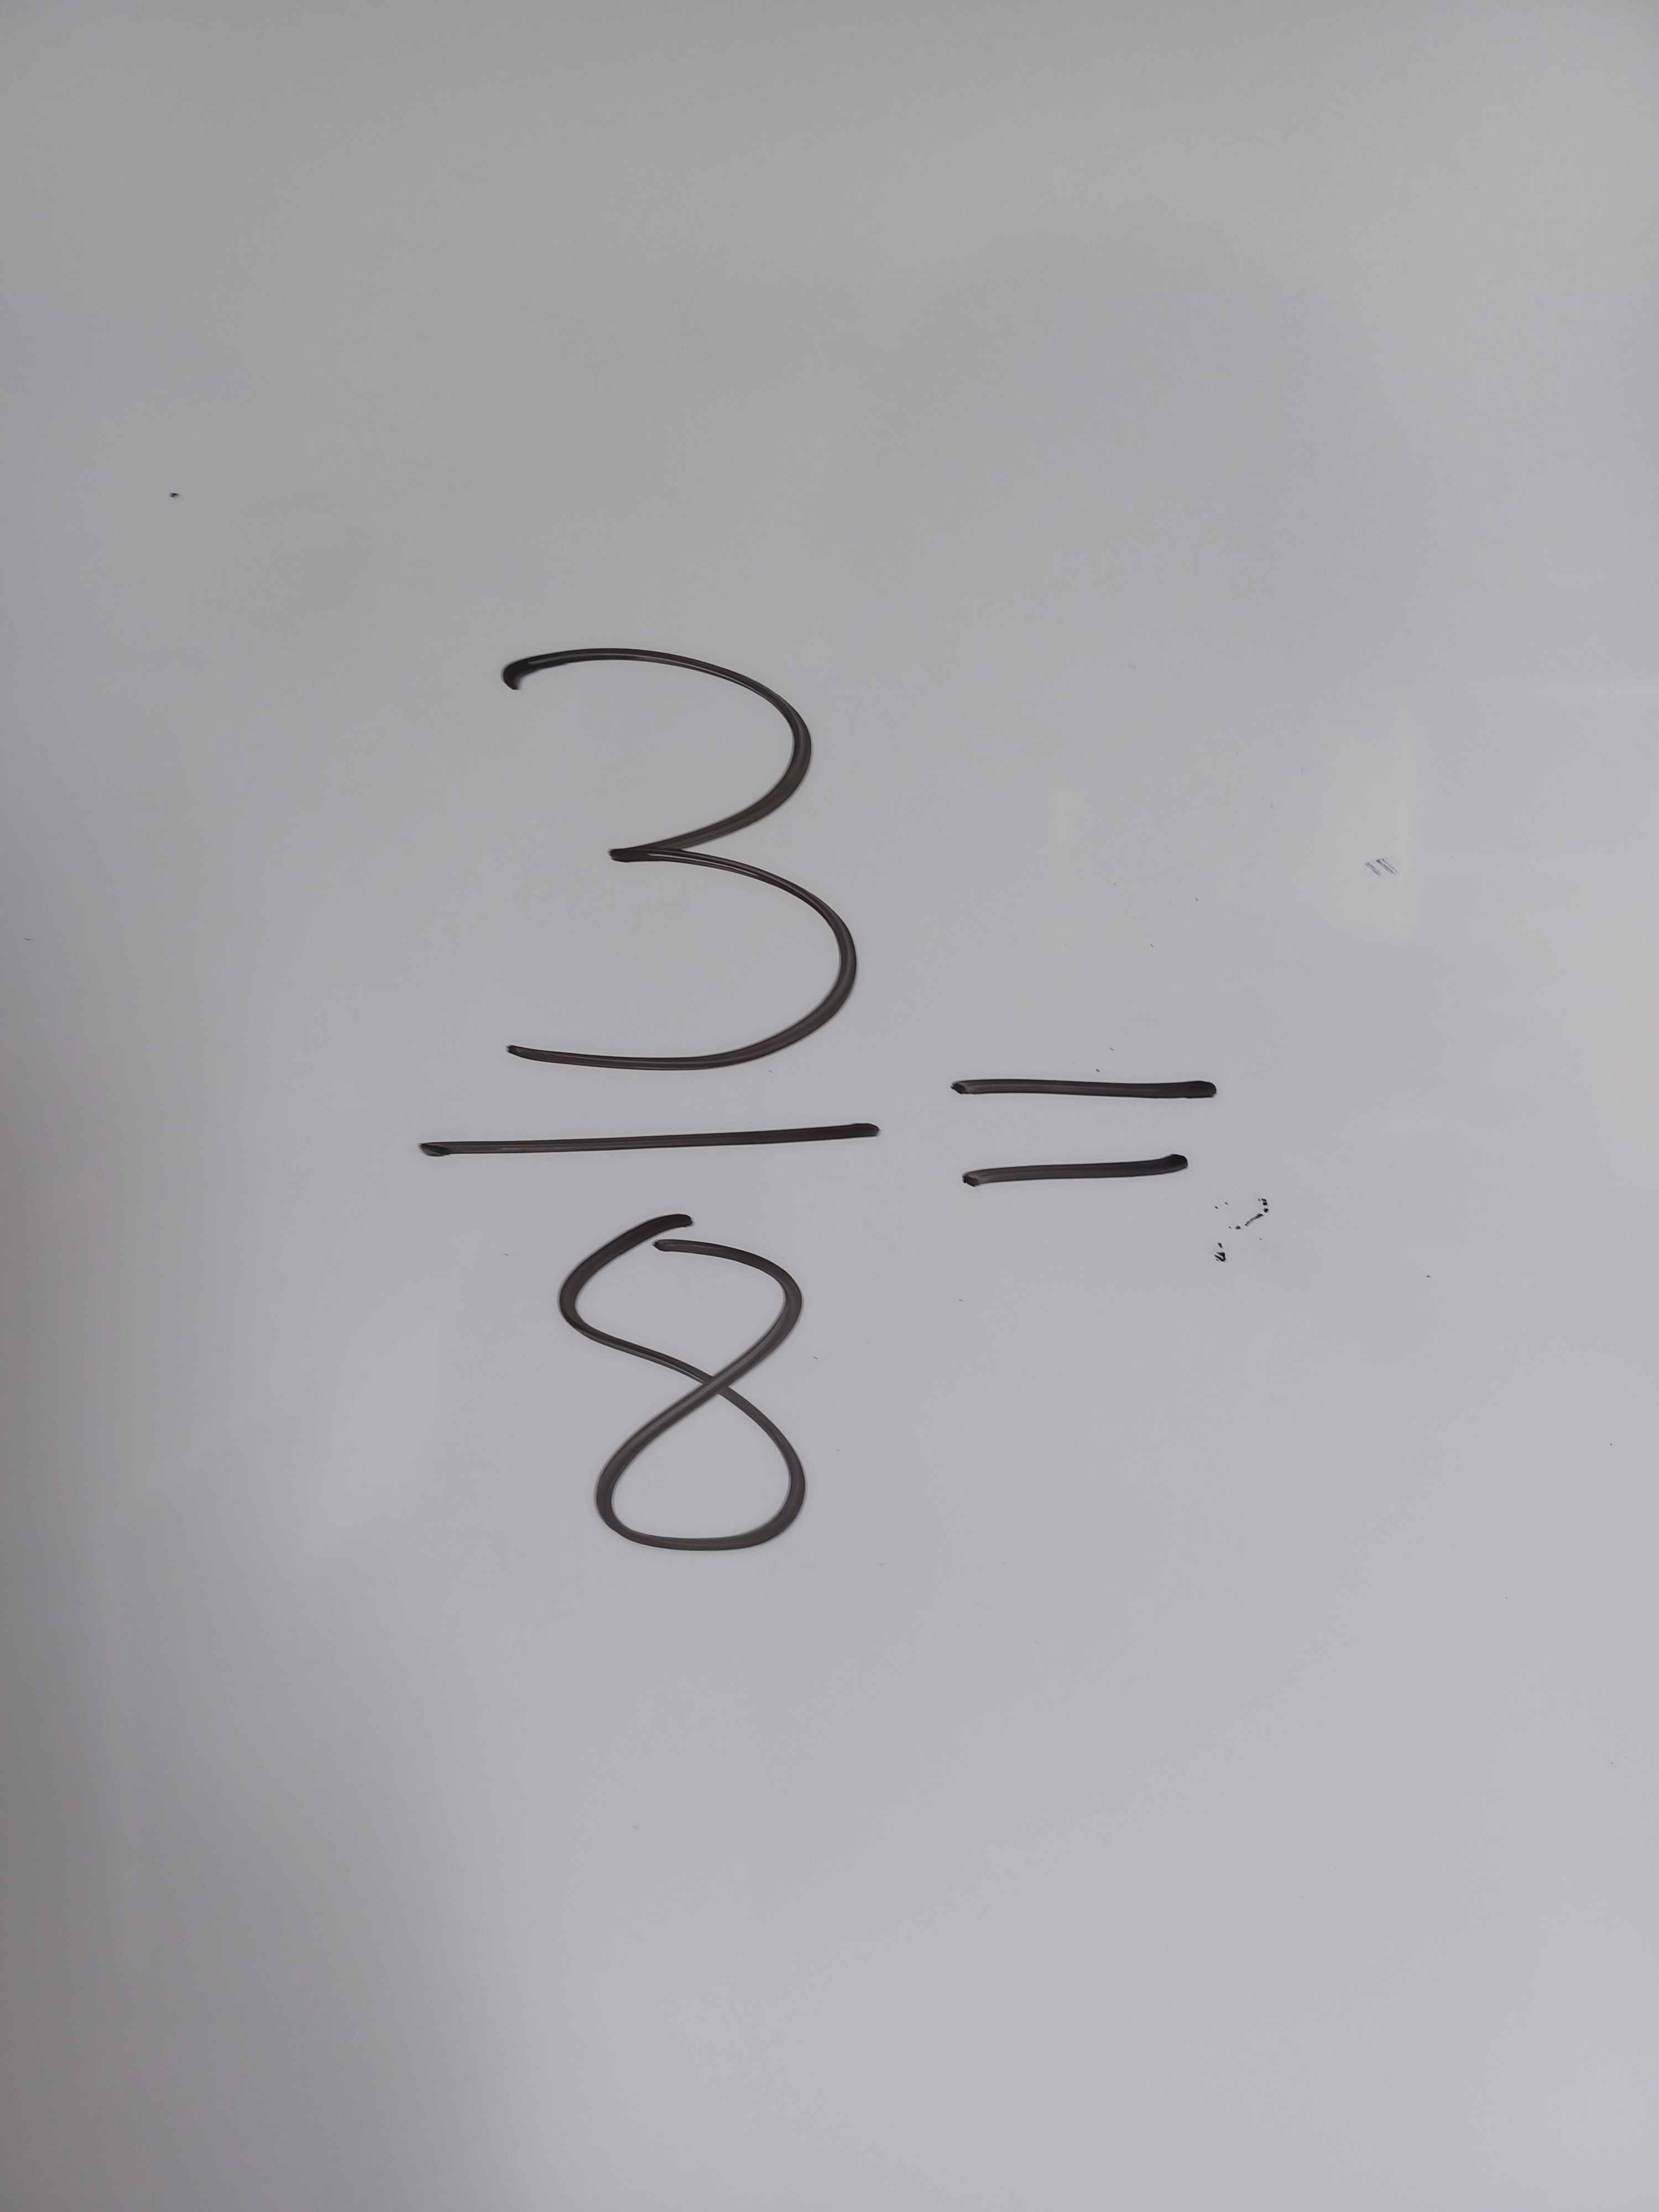 3/8 =